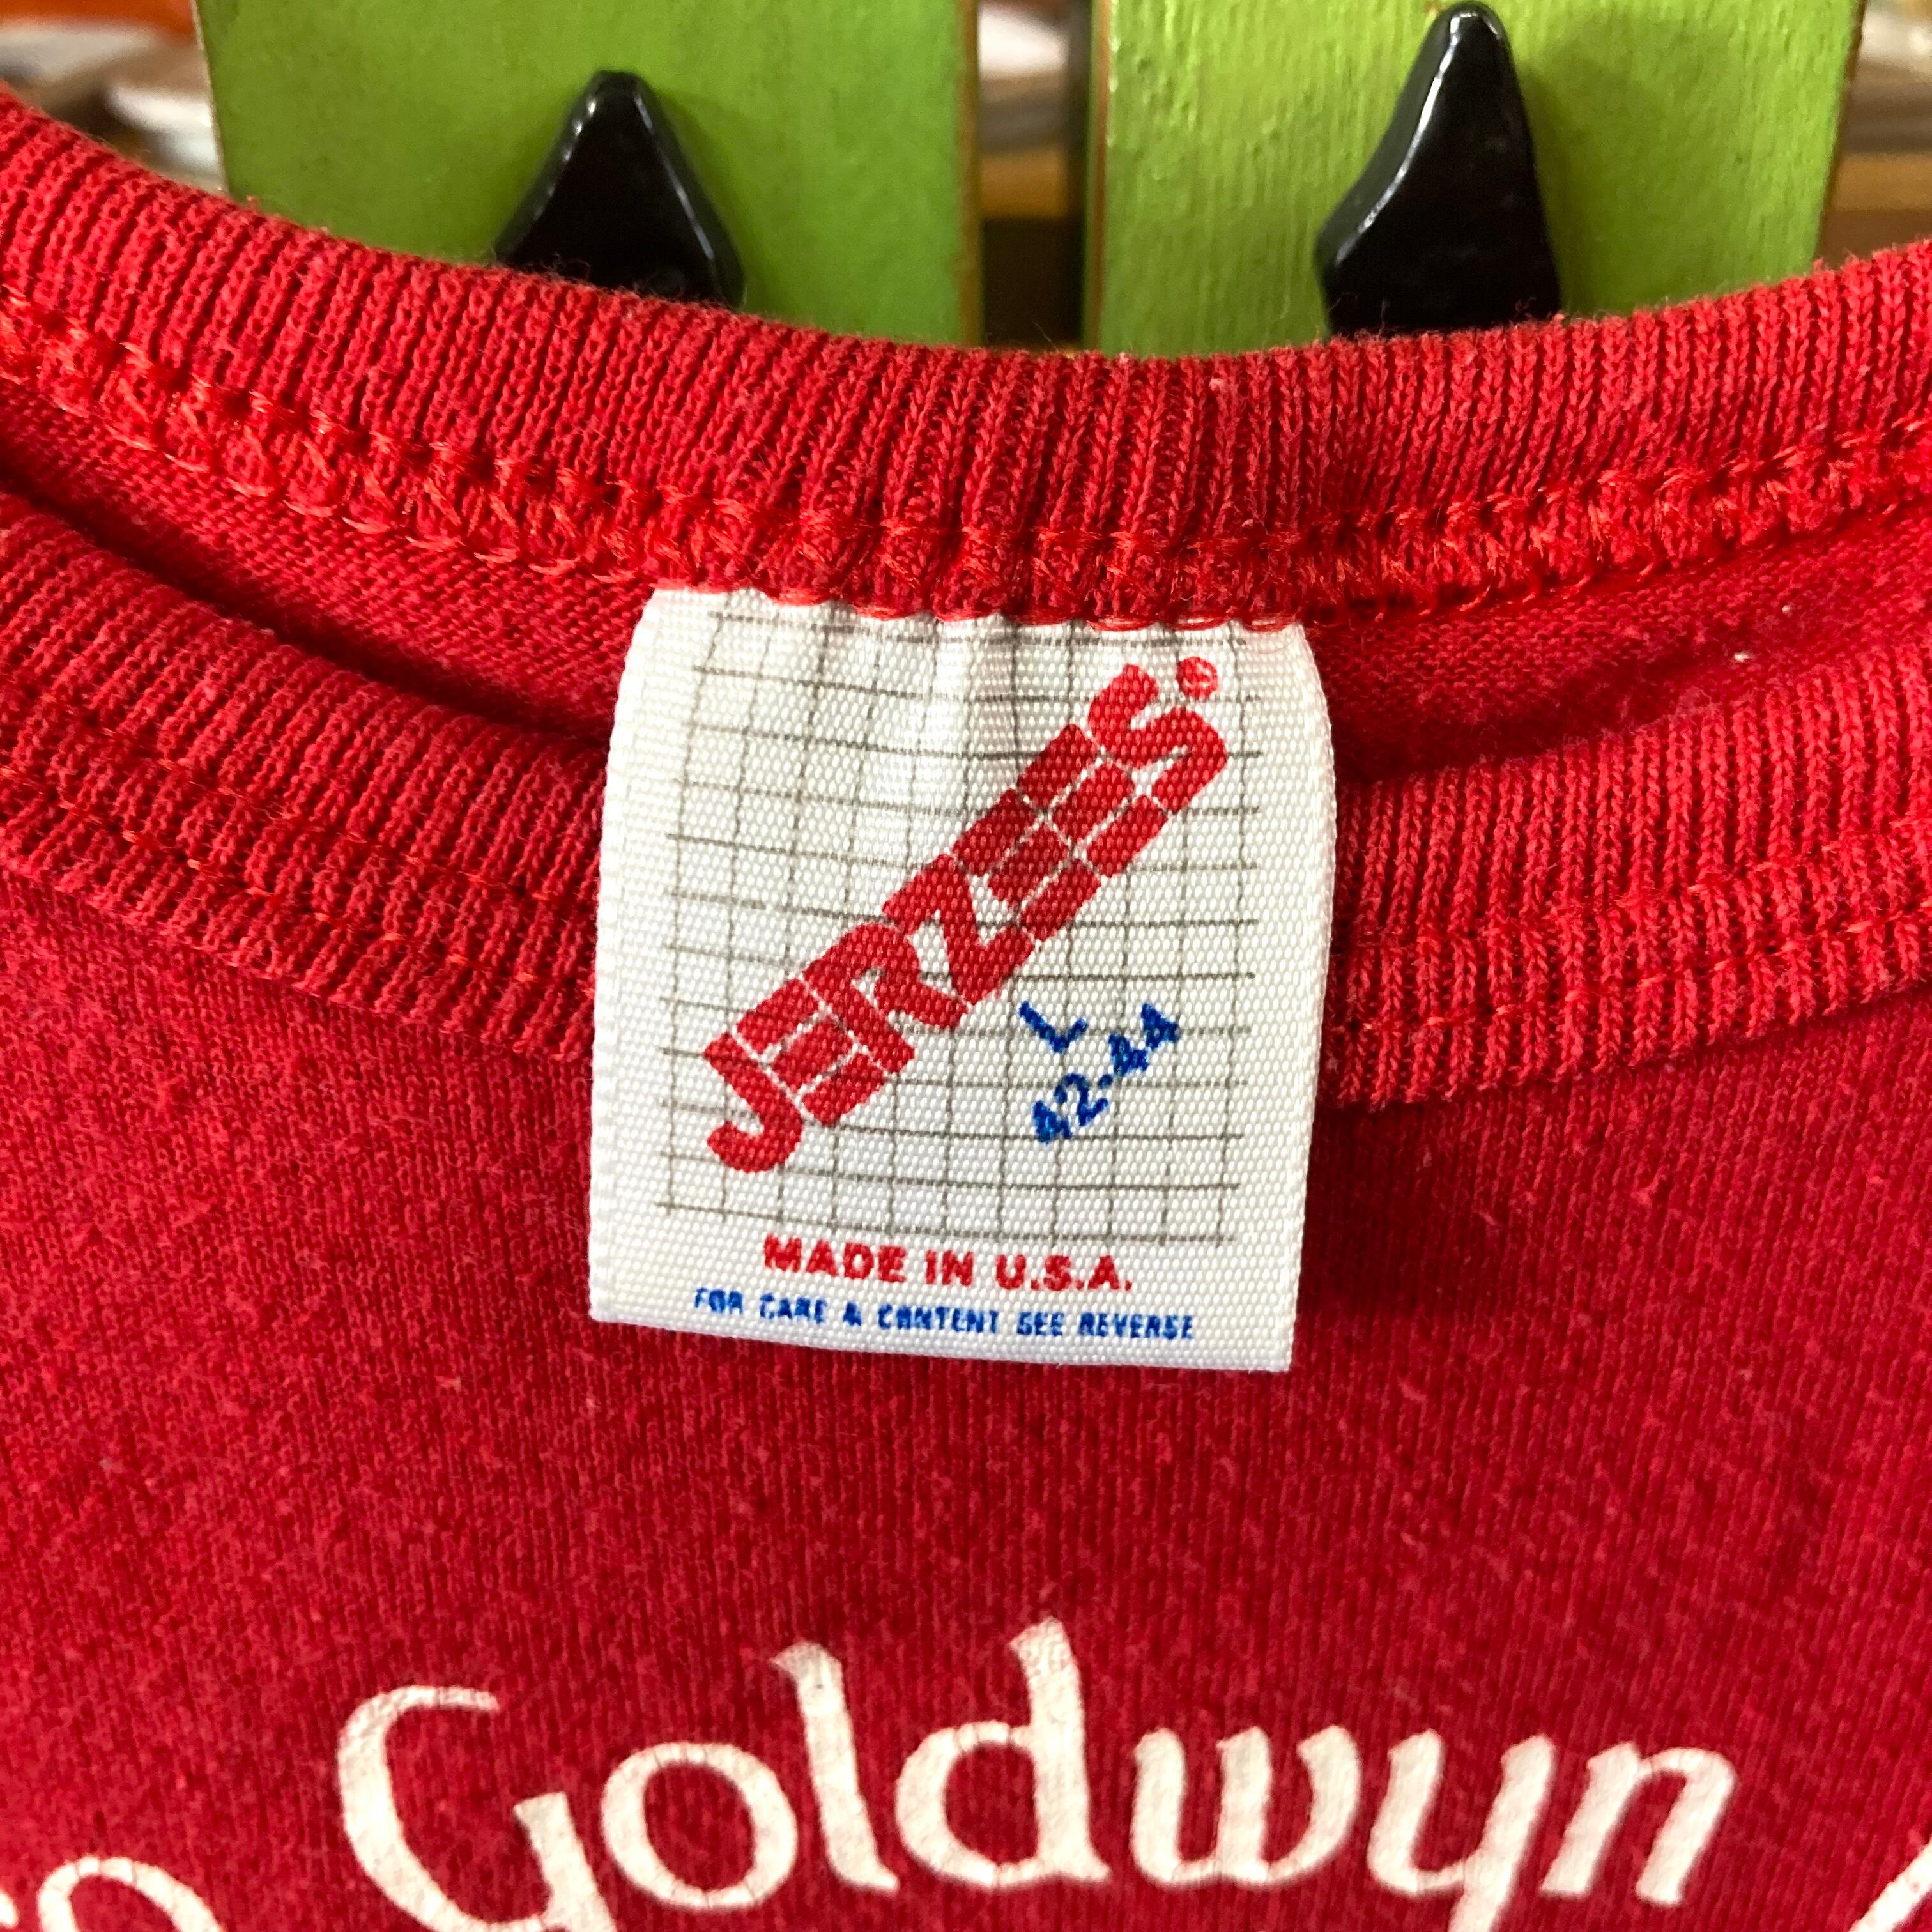 JERZEES®
L
42-44
MADE IN U.S.A.
FOR CARE & CONTENT SEE REVERSE
Goldwyn